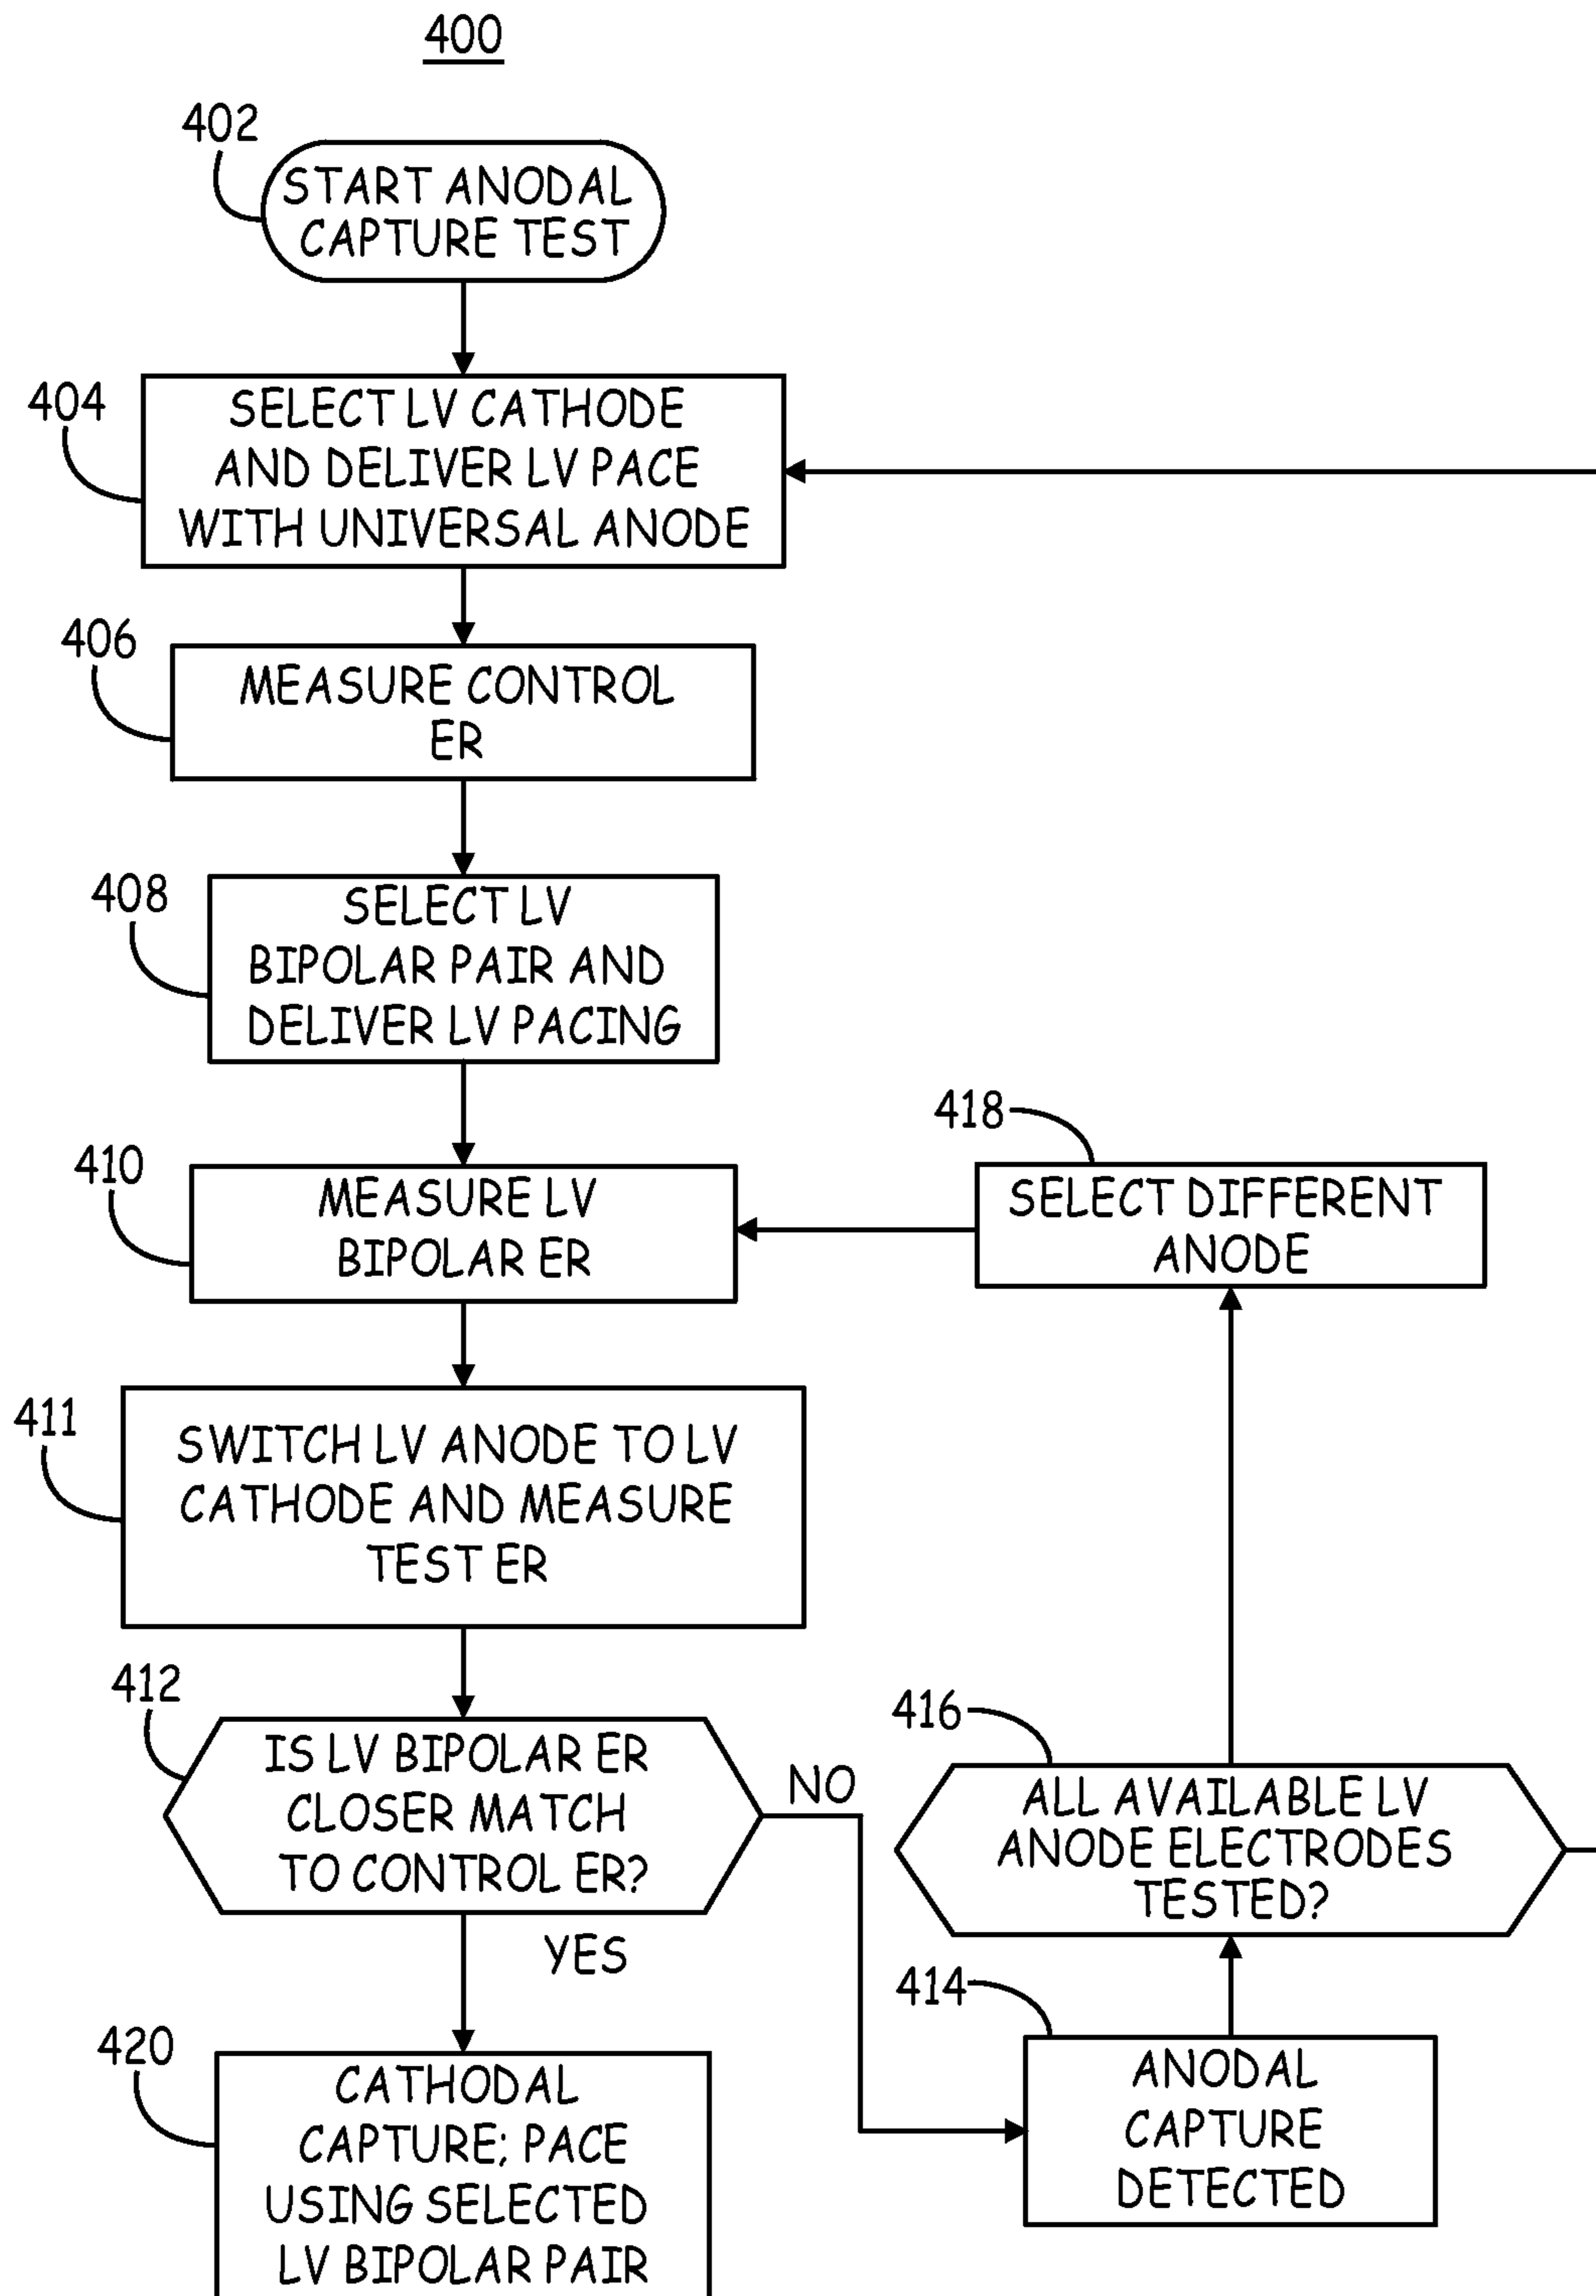 400
402
START ANODAL
CAPTURE TEST
404
SELECT LV CATHODE
AND DELIVER LV PACE
WITH UNIVERSAL ANODE
406
MEASURE CONTROL
ER
408
SELECT LV
BIPOLAR PAIR AND
DELIVER LV PACING
410
MEASURE LV
BIPOLAR ER
418
SELECT DIFFERENT
ANODE
411
SWITCH LV ANODE TO LV
CATHODE AND MEASURE
TEST ER
412
IS LV BIPOLAR ER
CLOSER MATCH
TO CONTROL ER?
NO
YES
416
ALL AVAILABLE LV
ANODE ELECTRODES
TESTED?
414
ANODAL
CAPTURE
DETECTED
420
CATHODAL
CAPTURE; PACE
USING SELECTED
LV BIPOLAR PAIR